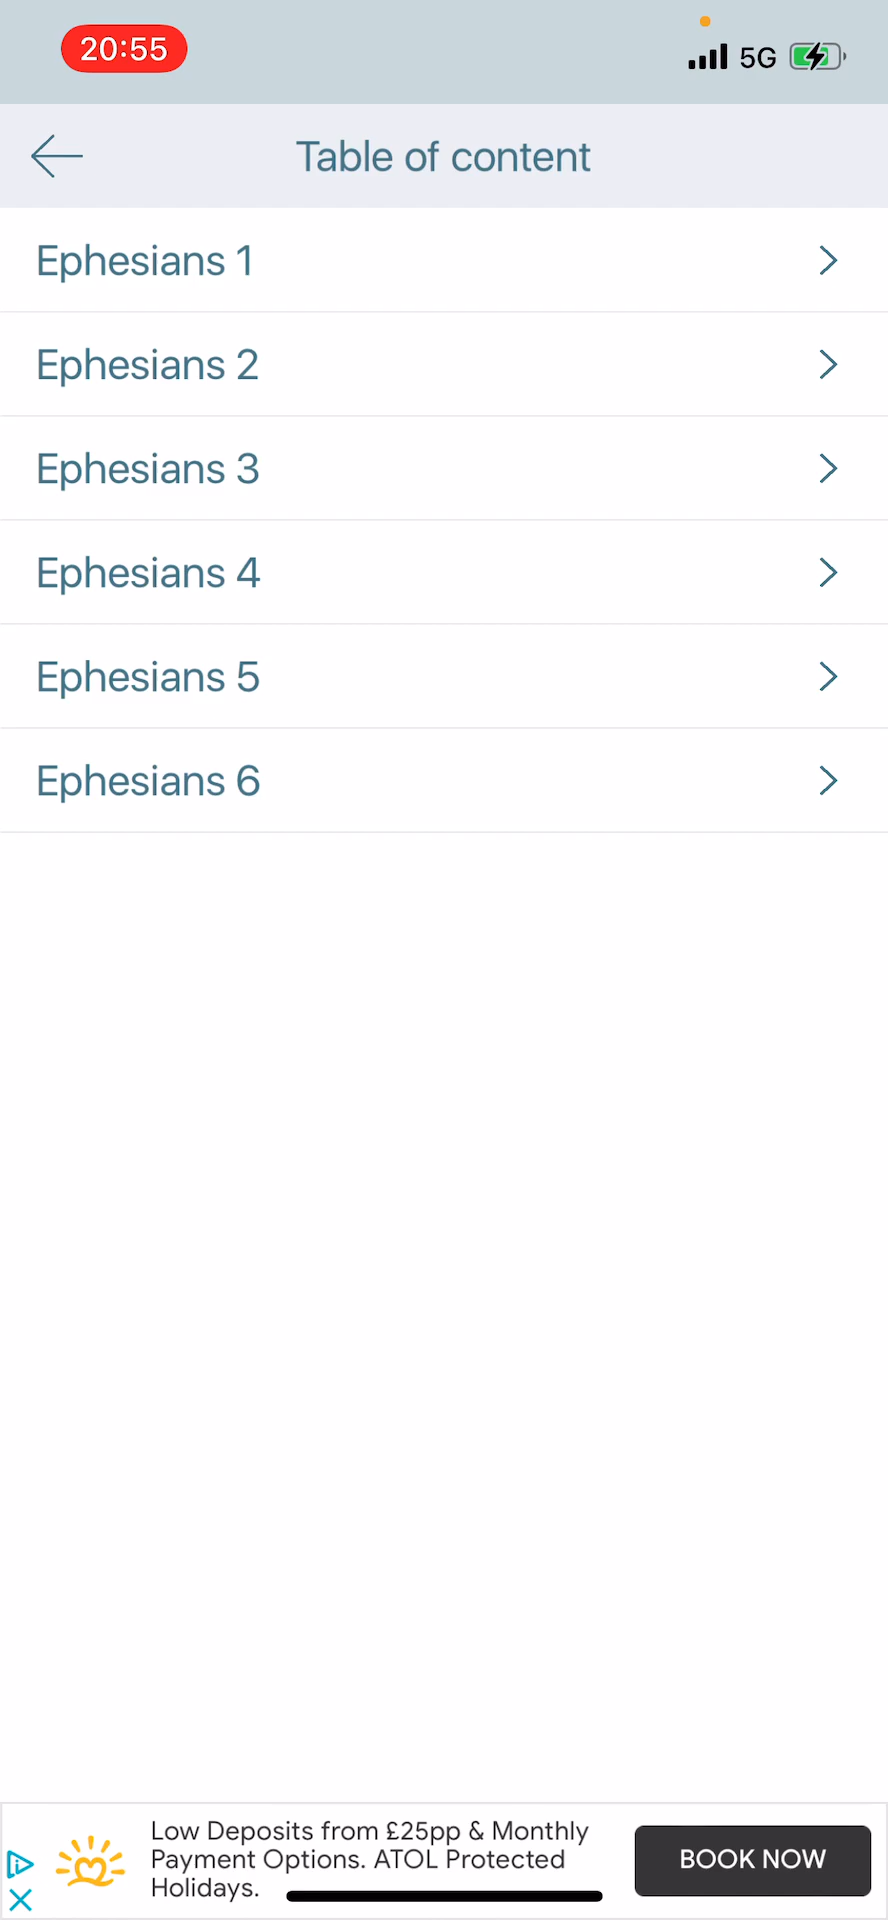 20:55
5G
Table of content
Ephesians 1
Ephesians 2
Ephesians 3
Ephesians 4
Ephesians 5
Ephesians 6
Low Deposits from £25pp & Monthly
Payment Options. ATOL Protected
Holidays.
BOOK NOW